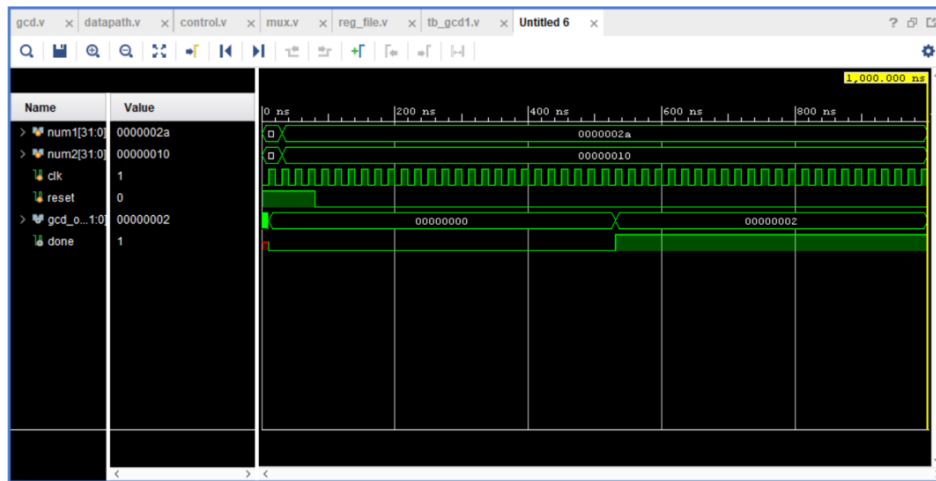 gcd.v × datapath.v × control.v × mux.v × reg_file.v × tb_gcd1.v × Untitled 6 ×
1,000.000 ns
Name Value
0 ns 200 ns 400 ns 600 ns 800 ns
num1[31:0] 0000002a 0000002a
num2[31:0] 00000010 00000010
clk 1
reset 0
gcd_o...1:0] 00000002 00000000 00000002
done 1